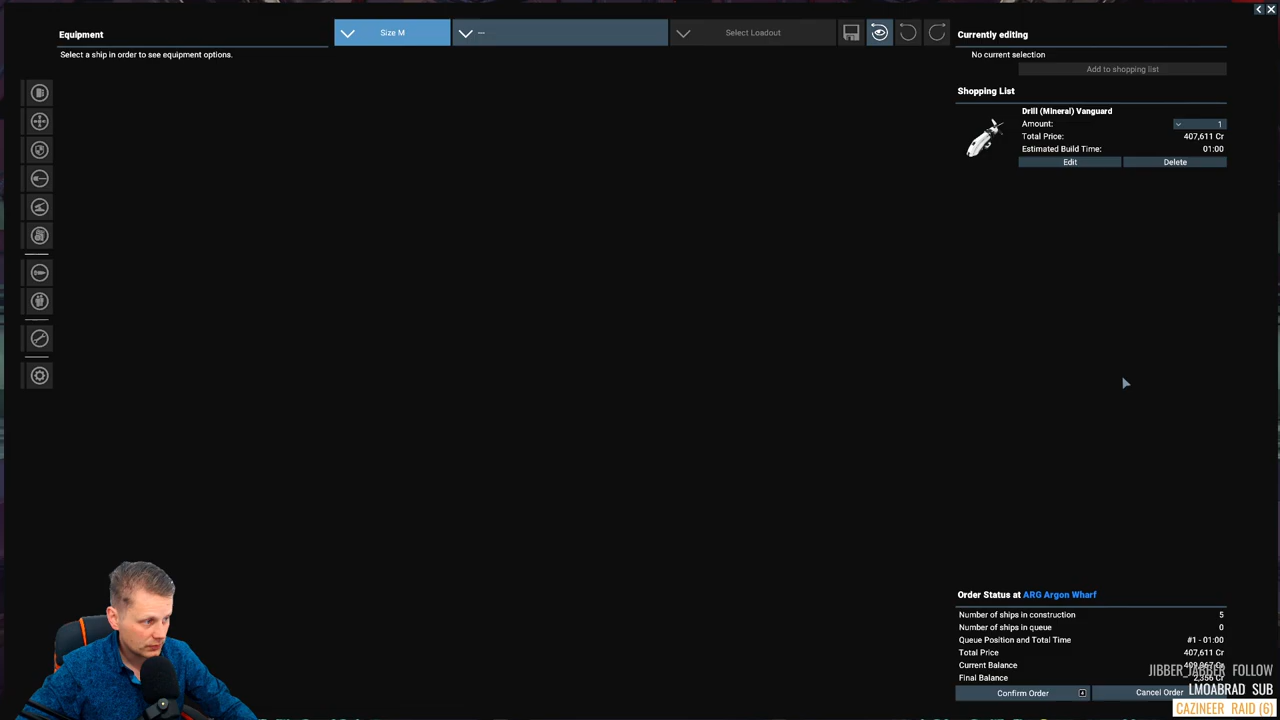 Equipment
Select a ship in order to see equipment options.
Size M
---
Select Loadout
Currently editing
No current selection
Add to shopping list
Shopping List
Drill (Mineral) Vanguard
Amount: 1
Total Price: 407,611 Cr
Estimated Build Time: 01:00
Edit Delete
Order Status at ARG Argon Wharf
Number of ships in construction 5
Number of ships in queue 0
Queue Position and Total Time #1 - 01:00
Total Price 407,611 Cr
Current Balance
Final Balance
Confirm Order Cancel Order
JIBBER_JABBER FOLLOW
LMOABRAD SUB
CAZINEER RAID (6)